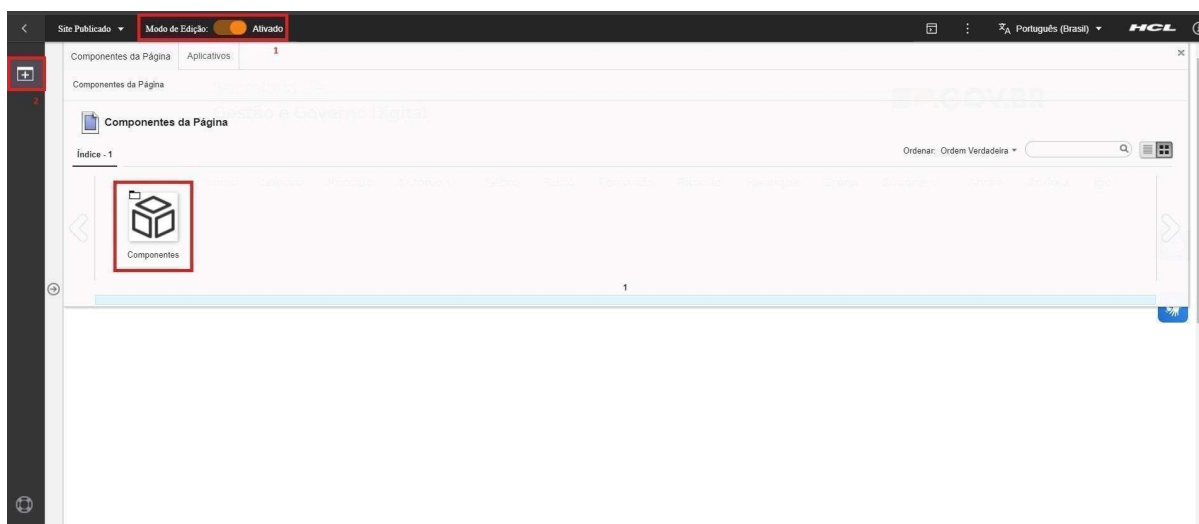 Site Publicado
Modo de Edição: Ativado
Português (Brasil)
HCL
1
Componentes da Página
Aplicativos
2
Componentes da Página
Componentes da Página
Índice - 1
Ordenar: Ordem Verdadeira
Componentes
1